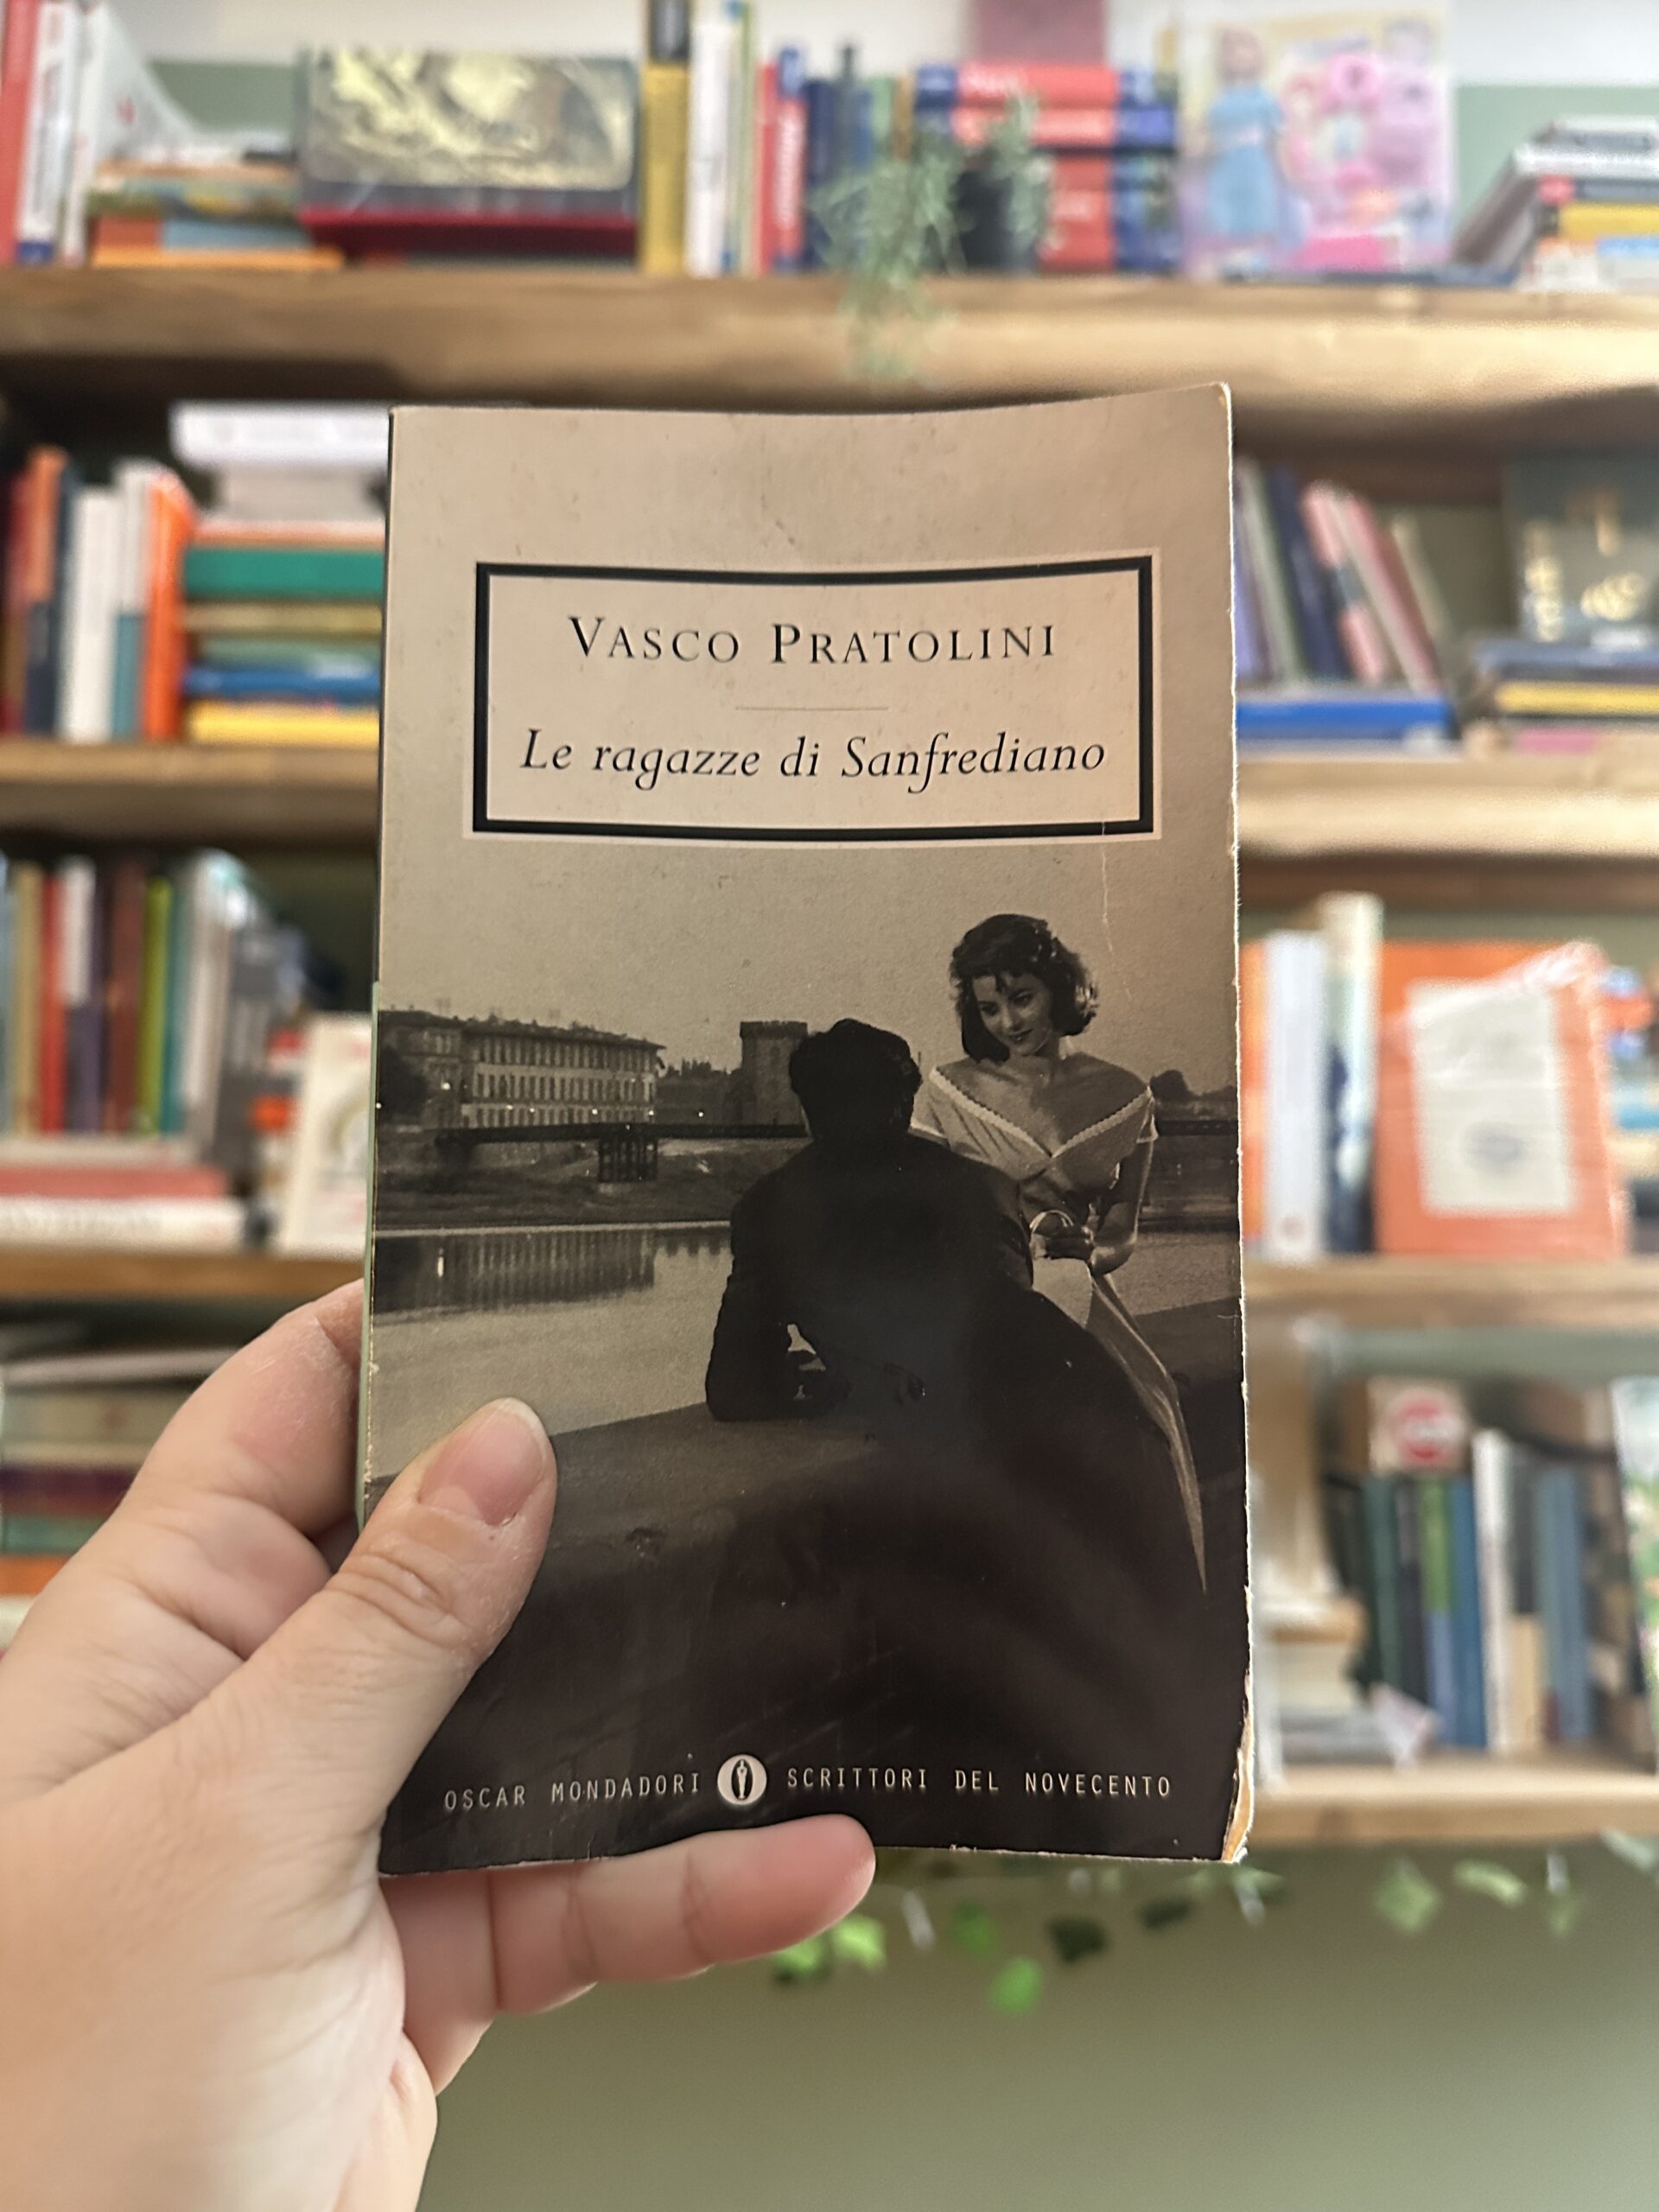 VASCO PRATOLINI
Le ragazze di Sanfrediano
OSCAR MONDADORI SCRITTORI DEL NOVECENTO